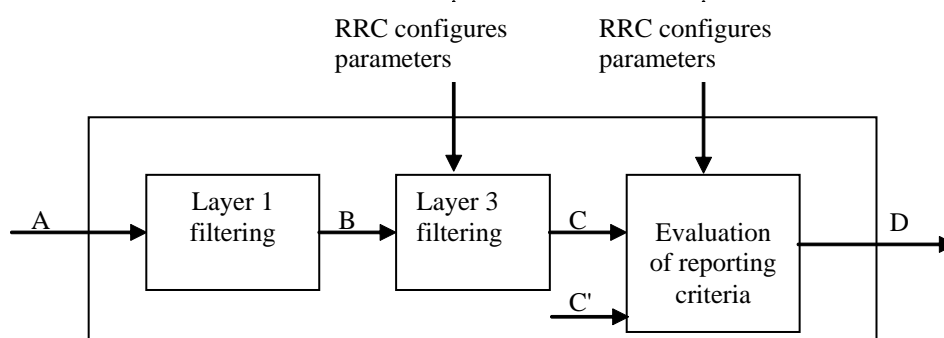 RRC configures
parameters
RRC configures
parameters
A
Layer 1
filtering
B
Layer 3
filtering
C
C'
Evaluation
of reporting
criteria
D